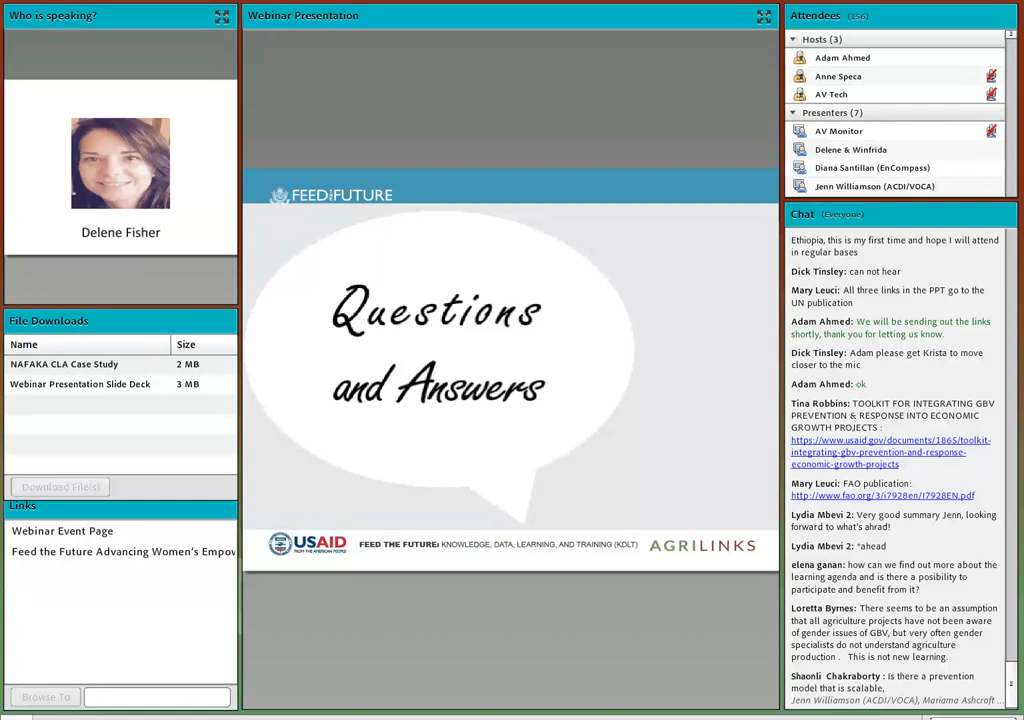 Who is speaking?
Delene Fisher
File Downloads
Name Size
NAFAKA CLA Case Study 2 MB
Webinar Presentation Slide Deck 3 MB
Download File(s)
Links
Webinar Event Page
Feed the Future Advancing Women's Empow
Browse To
Webinar Presentation
FEED THE FUTURE
Questions
and Answers
USAID
FROM THE AMERICAN PEOPLE
FEED THE FUTURE: KNOWLEDGE, DATA, LEARNING, AND TRAINING (KDLT)
AGRILINKS
Attendees (156)
Hosts (3)
Adam Ahmed
Anne Speca
AV Tech
Presenters (7)
AV Monitor
Delene & Winfrida
Diana Santillan (EnCompass)
Jenn Williamson (ACDI/VOCA)
Chat (Everyone)
Ethiopia, this is my first time and hope I will attend
in regular bases
Dick Tinsley: can not hear
Mary Leuci: All three links in the PPT go to the
UN publication
Adam Ahmed: We will be sending out the links
shortly, thank you for letting us know.
Dick Tinsley: Adam please get Krista to move
closer to the mic
Adam Ahmed: ok
Tina Robbins: TOOLKIT FOR INTEGRATING GBV
PREVENTION & RESPONSE INTO ECONOMIC
GROWTH PROJECTS :
https://www.usaid.gov/documents/1865/toolkit-
integrating-gbv-prevention-and-response-
economic-growth-projects
Mary Leuci: FAO publication:
http://www.fao.org/3/i7928en/I7928EN.pdf
Lydia Mbevi 2: Very good summary Jenn, looking
forward to what's ahrad!
Lydia Mbevi 2: *ahead
elena ganan: how can we find out more about the
learning agenda and is there a posibility to
participate and benefit from it?
Loretta Byrnes: There seems to be an assumption
that all agriculture projects have not been aware
of gender issues of GBV, but very often gender
specialists do not understand agriculture
production . This is not new learning.
Shaonli Chakraborty : Is there a prevention
model that is scalable,
Jenn Williamson (ACDI/VOCA), Mariama Ashcroft ...